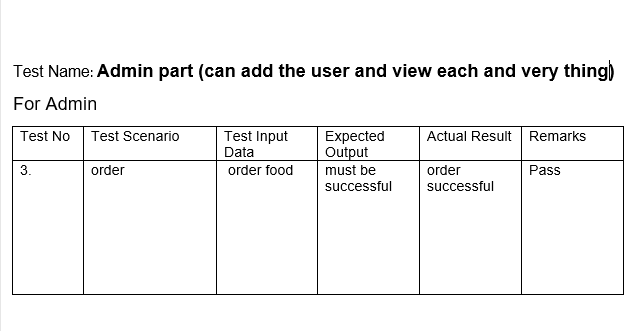 Test Name: Admin part (can add the user and view each and very thing)
For Admin
Test No Test Scenario Test Input Data Expected Output Actual Result Remarks
3. order order food must be successful order successful Pass